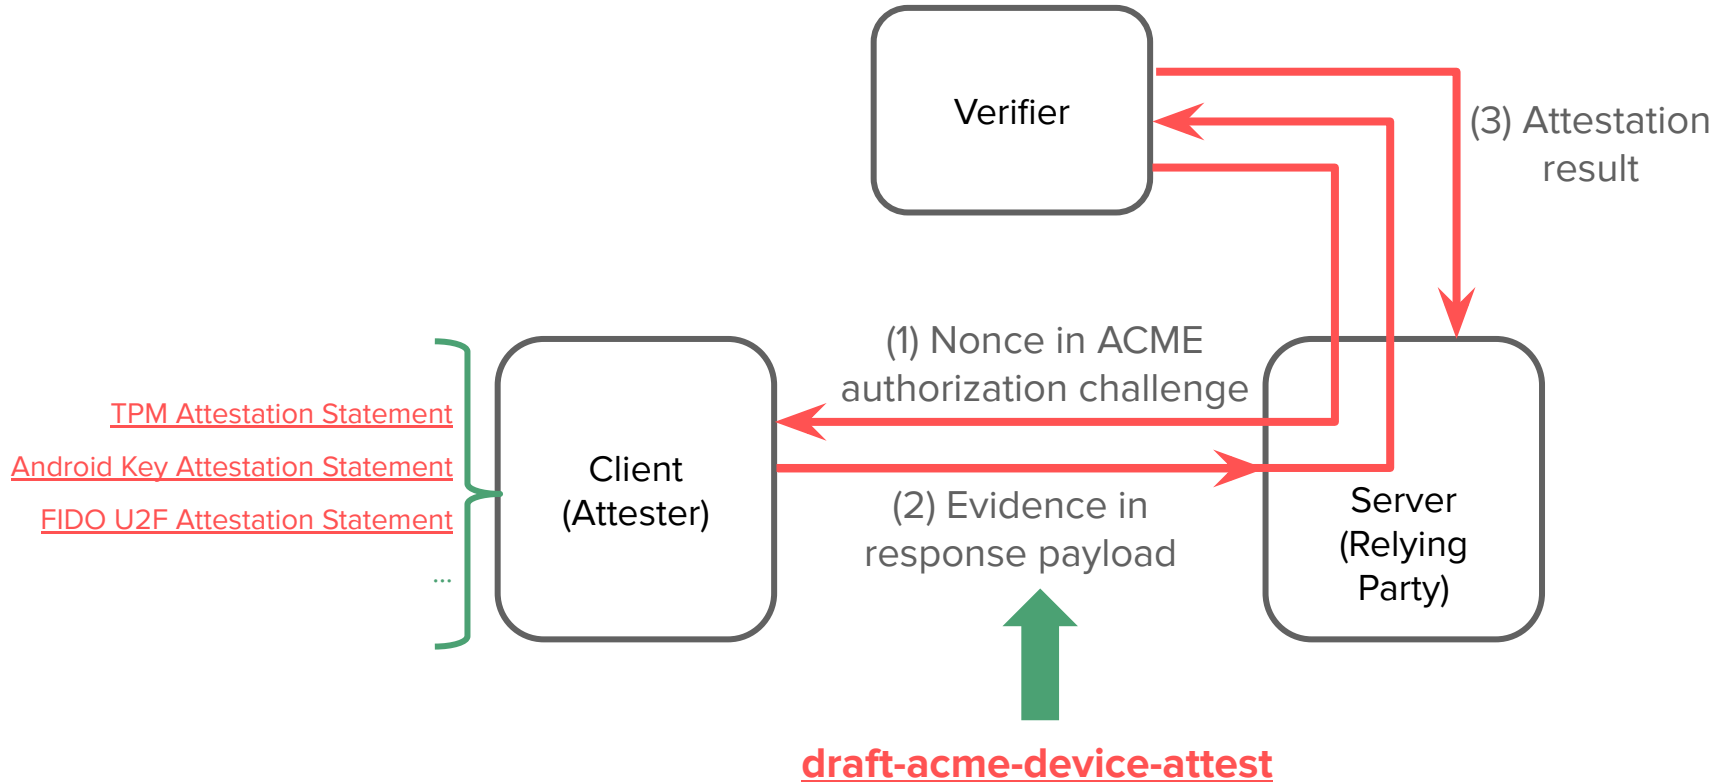 Verifier
(3) Attestation
result
(1) Nonce in ACME
authorization challenge
TPM Attestation Statement
Android Key Attestation Statement
FIDO U2F Attestation Statement
...
Client
(Attester)
(2) Evidence in
response payload
Server
(Relying
Party)
draft-acme-device-attest